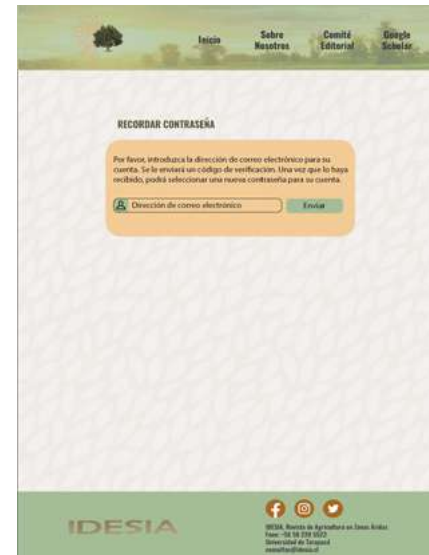 Inicio
Sobre Nosotros
Comité Editorial
Google Scholar
RECORDAR CONTRASEÑA
Por favor, introduzca la dirección de correo electrónico para su
cuenta. Se le enviará un código de verificación. Una vez que lo haya
recibido, podrá seleccionar una nueva contraseña para su cuenta.
Dirección de correo electrónico
Enviar
IDESIA
IDESIA, Revista de Agricultura en Zonas Áridas
Universidad de Tarapacá